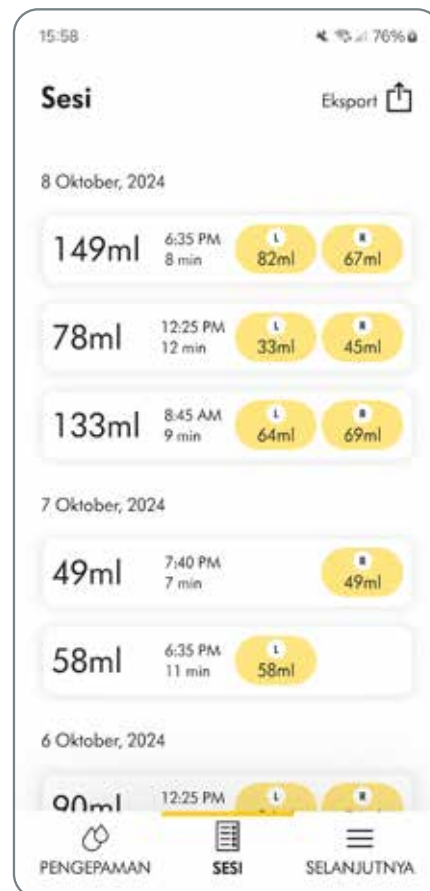 15:58 76%
Sesi Eksport
8 Oktober, 2024
149ml 6:35 PM L R
8 min 82ml 67ml
78ml 12:25 PM L R
12 min 33ml 45ml
133ml 8:45 AM L R
9 min 64ml 69ml
7 Oktober, 2024
49ml 7:40 PM R
7 min 49ml
58ml 6:35 PM L
11 min 58ml
6 Oktober, 2024
90ml 12:25 PM L R
PENGEPAMAN SESI SELANJUTNYA